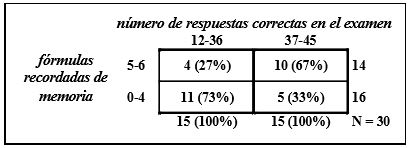 número de respuestas correctas en el examen
12-36 37-45
fórmulas
recordadas de
memoria
5-6 4 (27%) 10 (67%) 14
0-4 11 (73%) 5 (33%) 16
15 (100%) 15 (100%) N = 30